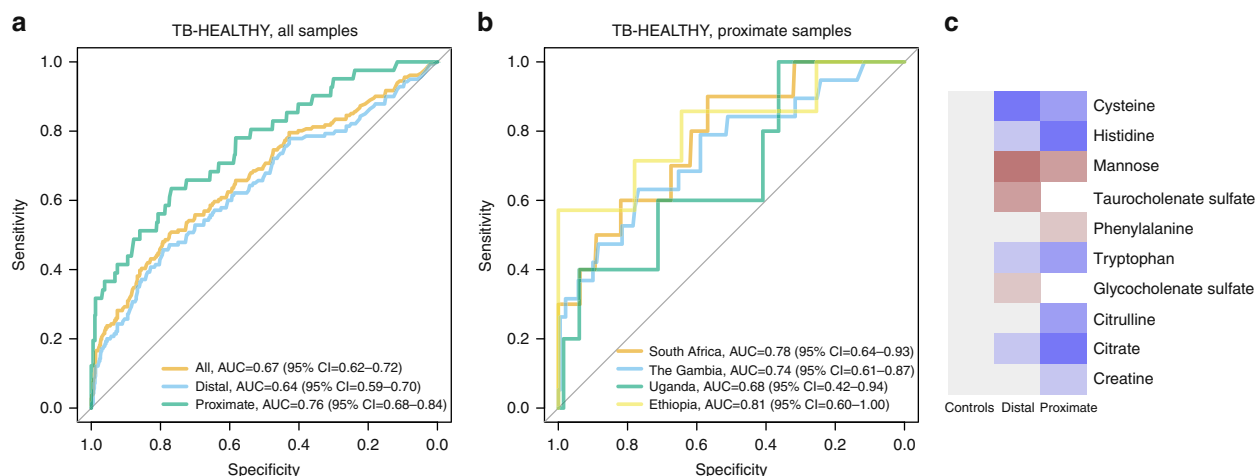 a
TB-HEALTHY, all samples
1.0
0.8
0.6
0.4
0.2
0.0
Sensitivity
All, AUC=0.67 (95% CI=0.62–0.72)
Distal, AUC=0.64 (95% CI=0.59–0.70)
Proximate, AUC=0.76 (95% CI=0.68–0.84)
1.0 0.8 0.6 0.4 0.2 0.0
Specificity
b
TB-HEALTHY, proximate samples
1.0
0.8
0.6
0.4
0.2
0.0
Sensitivity
South Africa, AUC=0.78 (95% CI=0.64–0.93)
The Gambia, AUC=0.74 (95% CI=0.61–0.87)
Uganda, AUC=0.68 (95% CI=0.42–0.94)
Ethiopia, AUC=0.81 (95% CI=0.60–1.00)
1.0 0.8 0.6 0.4 0.2 0.0
Specificity
c
Cysteine
Histidine
Mannose
Taurocholenate sulfate
Phenylalanine
Tryptophan
Glycocholenate sulfate
Citrulline
Citrate
Creatine
Controls Distal Proximate